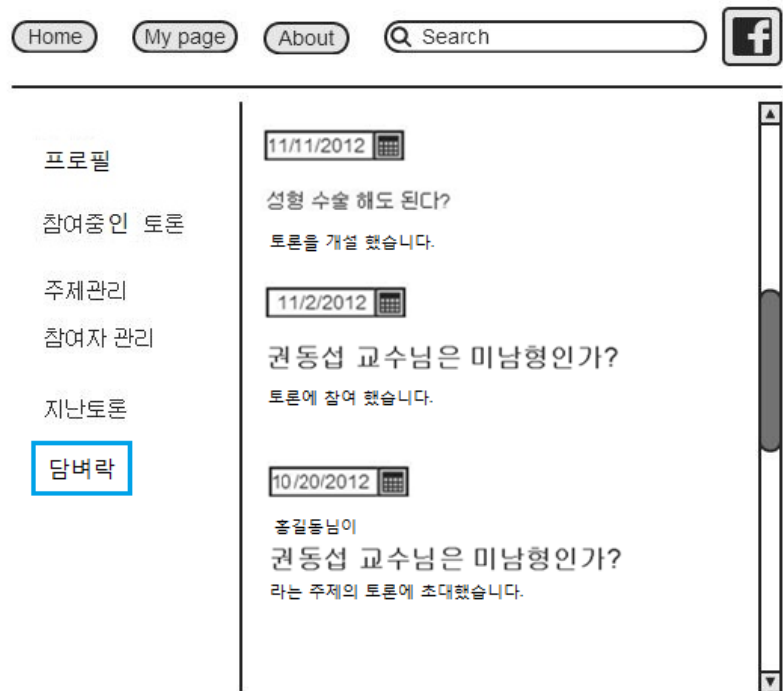 Home
My page
About
Search
f
프로필
참여중인 토론
주제관리
참여자 관리
지난토론
담벼락
11/11/2012
성형 수술 해도 된다?
토론을 개설 했습니다.
11/2/2012
권동섭 교수님은 미남형인가?
토론에 참여 했습니다.
10/20/2012
홍길동님이
권동섭 교수님은 미남형인가?
라는 주제의 토론에 초대했습니다.